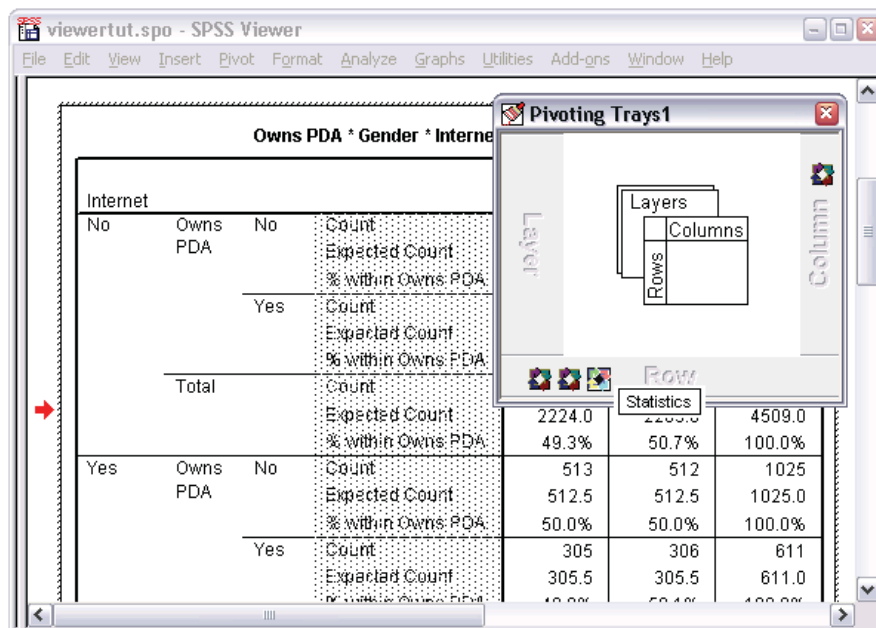 viewertut.spo - SPSS Viewer
File Edit View Insert Pivot Format Analyze Graphs Utilities Add-ons Window Help
Pivoting Trays1
Layer
Layers
Columns
Rows
Column
Row
Statistics
Owns PDA * Gender * Interne
Internet
No Owns PDA No Count
Expected Count
% within Owns PDA
Yes Count
Expected Count
% within Owns PDA
Total Count
Expected Count 2224.0 4509.0
% within Owns PDA 49.3% 50.7% 100.0%
Yes Owns PDA No Count 513 512 1025
Expected Count 512.5 512.5 1025.0
% within Owns PDA 50.0% 50.0% 100.0%
Yes Count 305 306 611
Expected Count 305.5 305.5 611.0